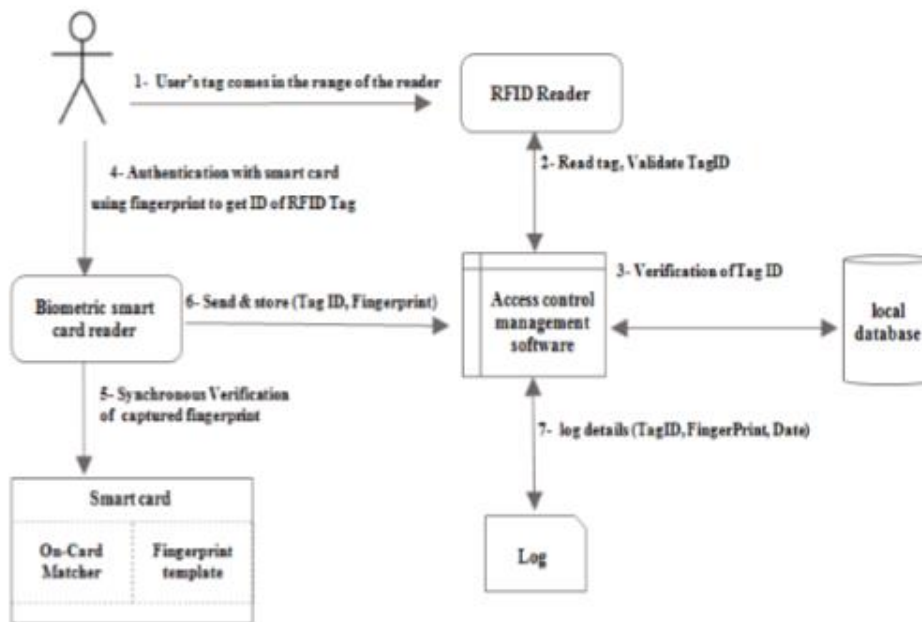 1- User's tag comes in the range of the reader
RFID Reader
2- Read tag, Validate TagID
4- Authentication with smart card
using fingerprint to get ID of RFID Tag
3- Verification of Tag ID
Biometric smart
card reader
6- Send & store (Tag ID, Fingerprint)
Access control
management
software
local
database
5- Synchronous Verification
of captured fingerprint
7- log details (TagID, FingerPrint, Date)
Smart card
On-Card
Matcher
Fingerprint
template
Log